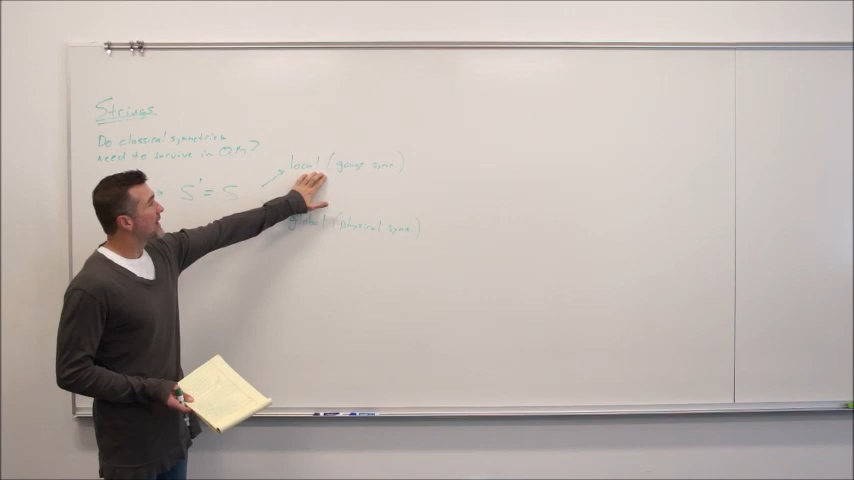 Strings
Do classical symmetries
need to survive in QM?
local (gauge symm)
S' = S
global (physical symm)